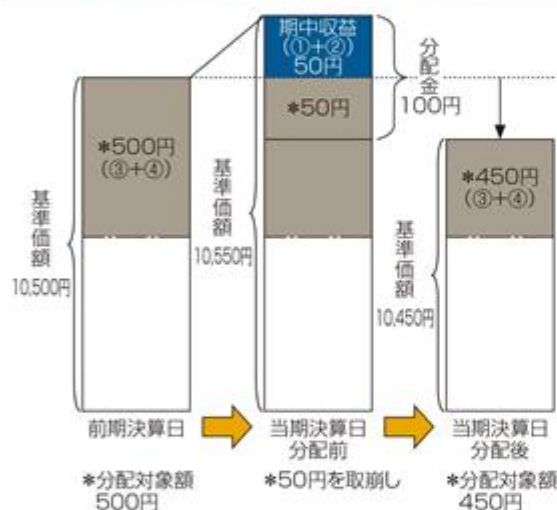 期中収益
(①+②)
50円
*50円
分配金
100円
*500円
(③+④)
基準価額
10,500円
基準価額
10,550円
*450円
(③+④)
基準価額
10,450円
前期決算日
当期決算日
分配前
当期決算日
分配後
*分配対象額
500円
*50円を取崩し
*分配対象額
450円